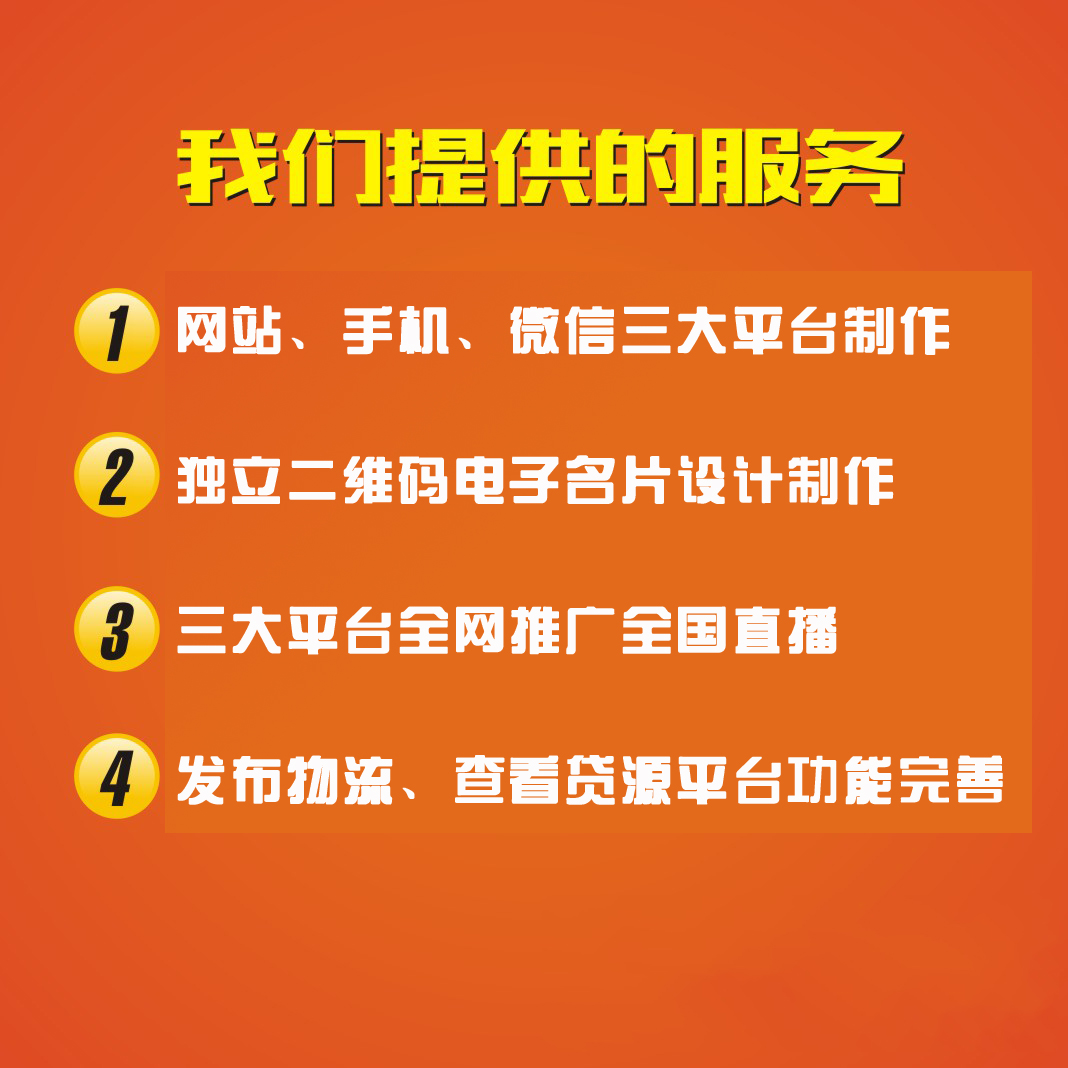 我们提供的服务
1 网站、手机、微信三大平台制作
2 独立二维码电子名片设计制作
3 三大平台全网推广全国直播
4 发布物流、查看贷源平台功能完善